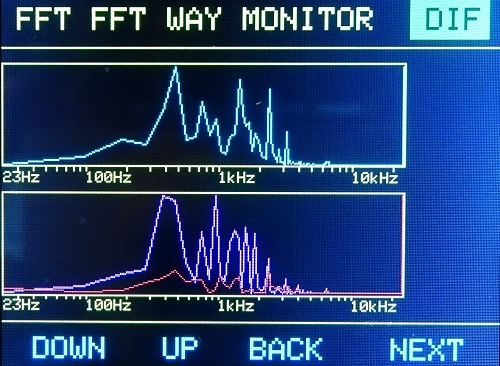 FFT FFT WAY MONITOR DIF
23Hz 100Hz 1kHz 10kHz
23Hz 100Hz 1kHz 10kHz
DOWN UP BACK NEXT